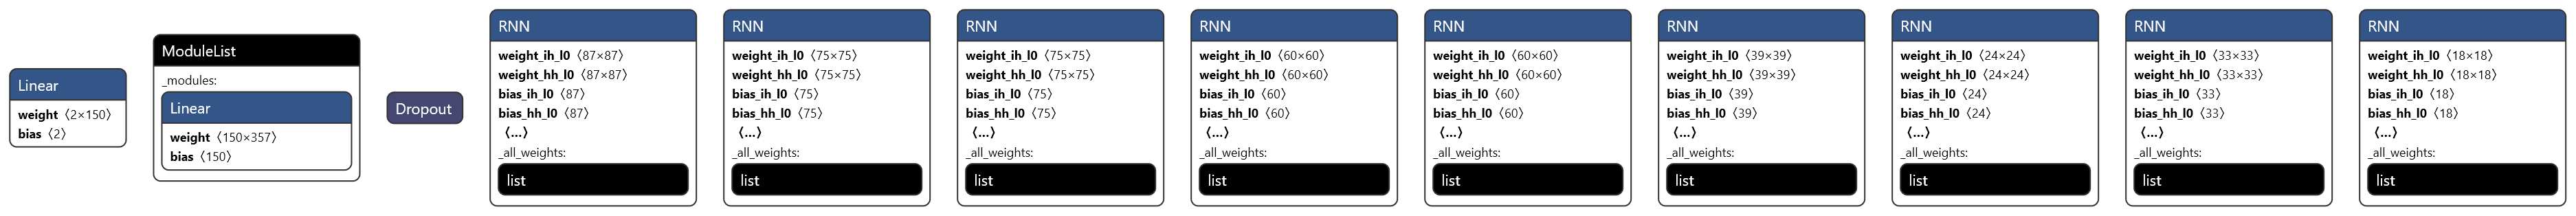 Linear
weight〈2×150〉
bias〈2〉
ModuleList
_modules:
Linear
weight〈150×357〉
bias〈150〉
Dropout
RNN
weight_ih_l0〈87×87〉
weight_hh_l0〈87×87〉
bias_ih_l0〈87〉
bias_hh_l0〈87〉
〈...〉
_all_weights:
list
RNN
weight_ih_l0〈75×75〉
weight_hh_l0〈75×75〉
bias_ih_l0〈75〉
bias_hh_l0〈75〉
〈...〉
_all_weights:
list
RNN
weight_ih_l0〈75×75〉
weight_hh_l0〈75×75〉
bias_ih_l0〈75〉
bias_hh_l0〈75〉
〈...〉
_all_weights:
list
RNN
weight_ih_l0〈60×60〉
weight_hh_l0〈60×60〉
bias_ih_l0〈60〉
bias_hh_l0〈60〉
〈...〉
_all_weights:
list
RNN
weight_ih_l0〈60×60〉
weight_hh_l0〈60×60〉
bias_ih_l0〈60〉
bias_hh_l0〈60〉
〈...〉
_all_weights:
list
RNN
weight_ih_l0〈39×39〉
weight_hh_l0〈39×39〉
bias_ih_l0〈39〉
bias_hh_l0〈39〉
〈...〉
_all_weights:
list
RNN
weight_ih_l0〈24×24〉
weight_hh_l0〈24×24〉
bias_ih_l0〈24〉
bias_hh_l0〈24〉
〈...〉
_all_weights:
list
RNN
weight_ih_l0〈33×33〉
weight_hh_l0〈33×33〉
bias_ih_l0〈33〉
bias_hh_l0〈33〉
〈...〉
_all_weights:
list
RNN
weight_ih_l0〈18×18〉
weight_hh_l0〈18×18〉
bias_ih_l0〈18〉
bias_hh_l0〈18〉
〈...〉
_all_weights:
list